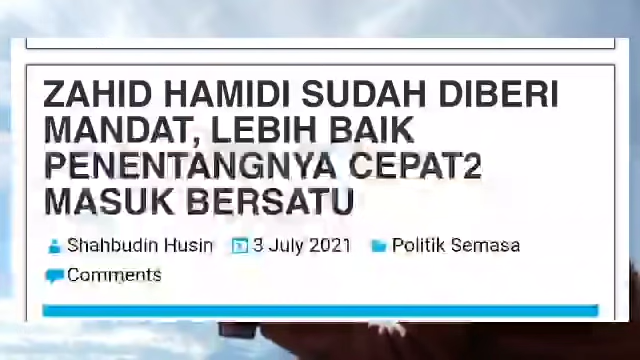 ZAHID HAMIDI SUDAH DIBERI
MANDAT, LEBIH BAIK
PENENTANGNYA CEPAT2
MASUK BERSATU
Shahbudin Husin 3 July 2021 Politik Semasa
Comments